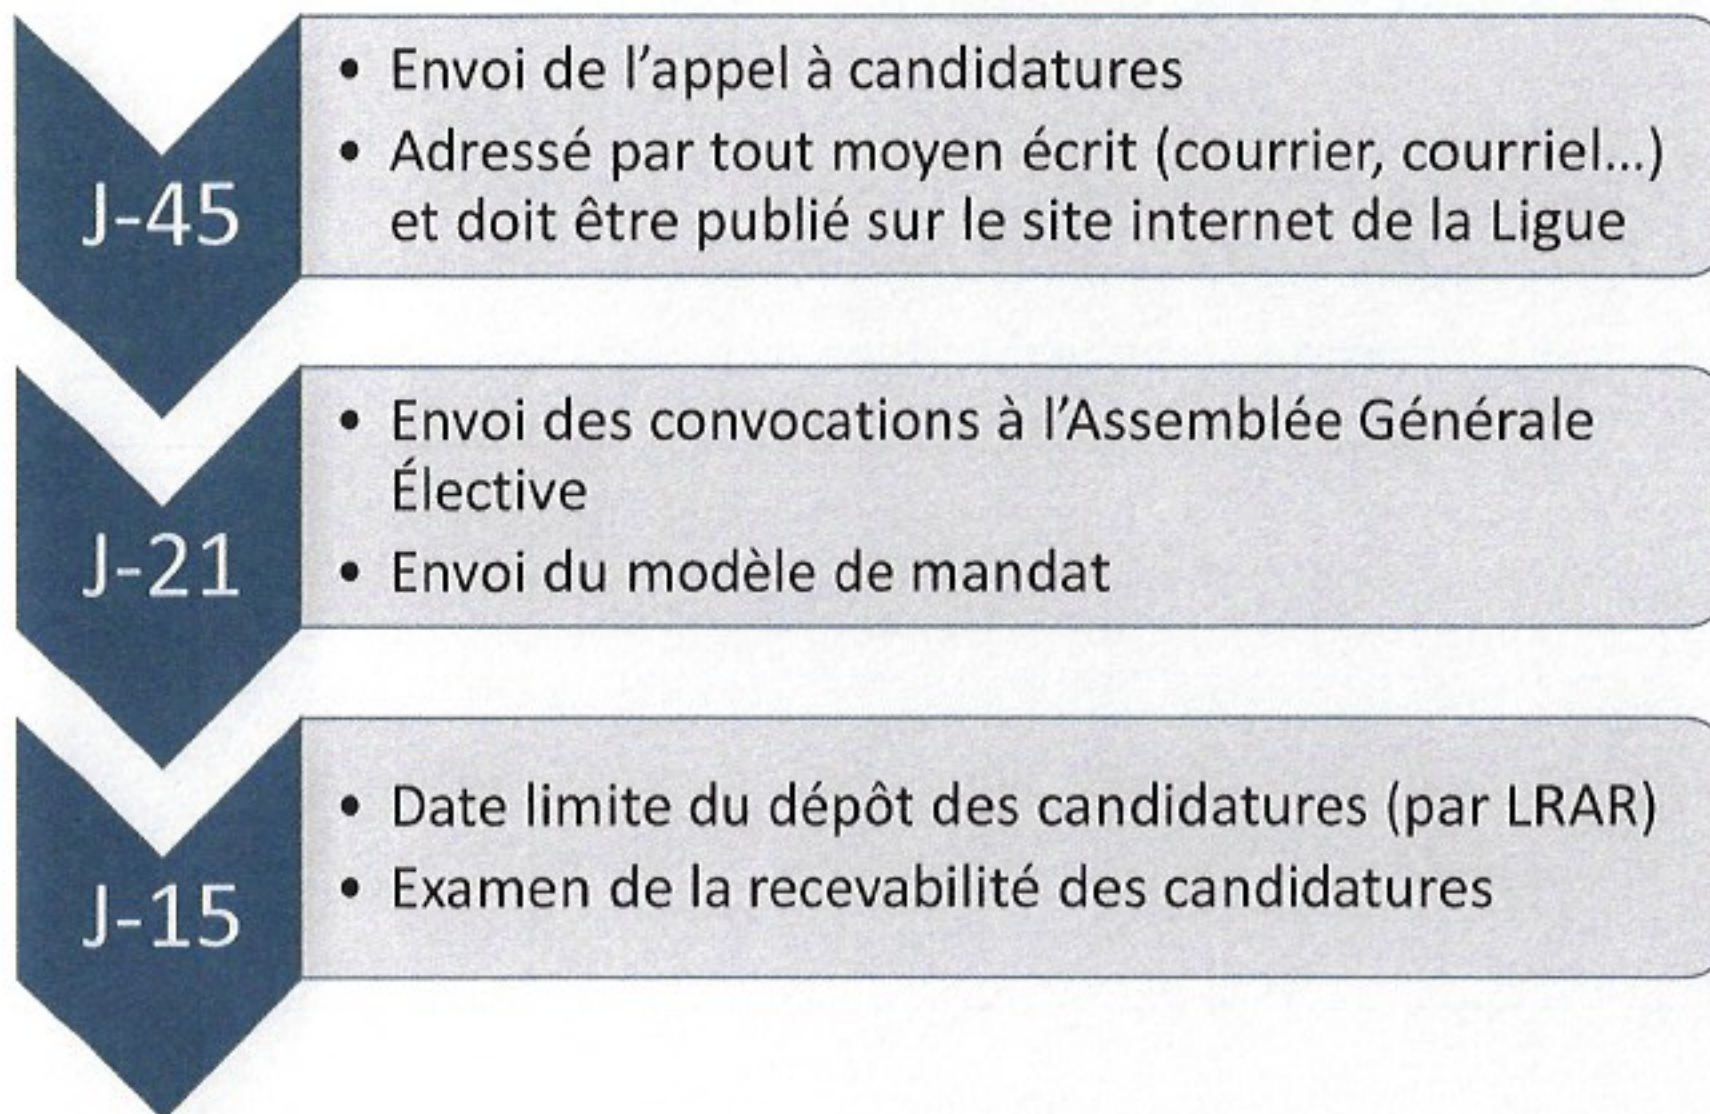 J-45
• Envoi de l'appel à candidatures
• Adressé par tout moyen écrit (courrier, courriel...)
et doit être publié sur le site internet de la Ligue
J-21
• Envoi des convocations à l'Assemblée Générale
Élective
• Envoi du modèle de mandat
J-15
• Date limite du dépôt des candidatures (par LRAR)
• Examen de la recevabilité des candidatures